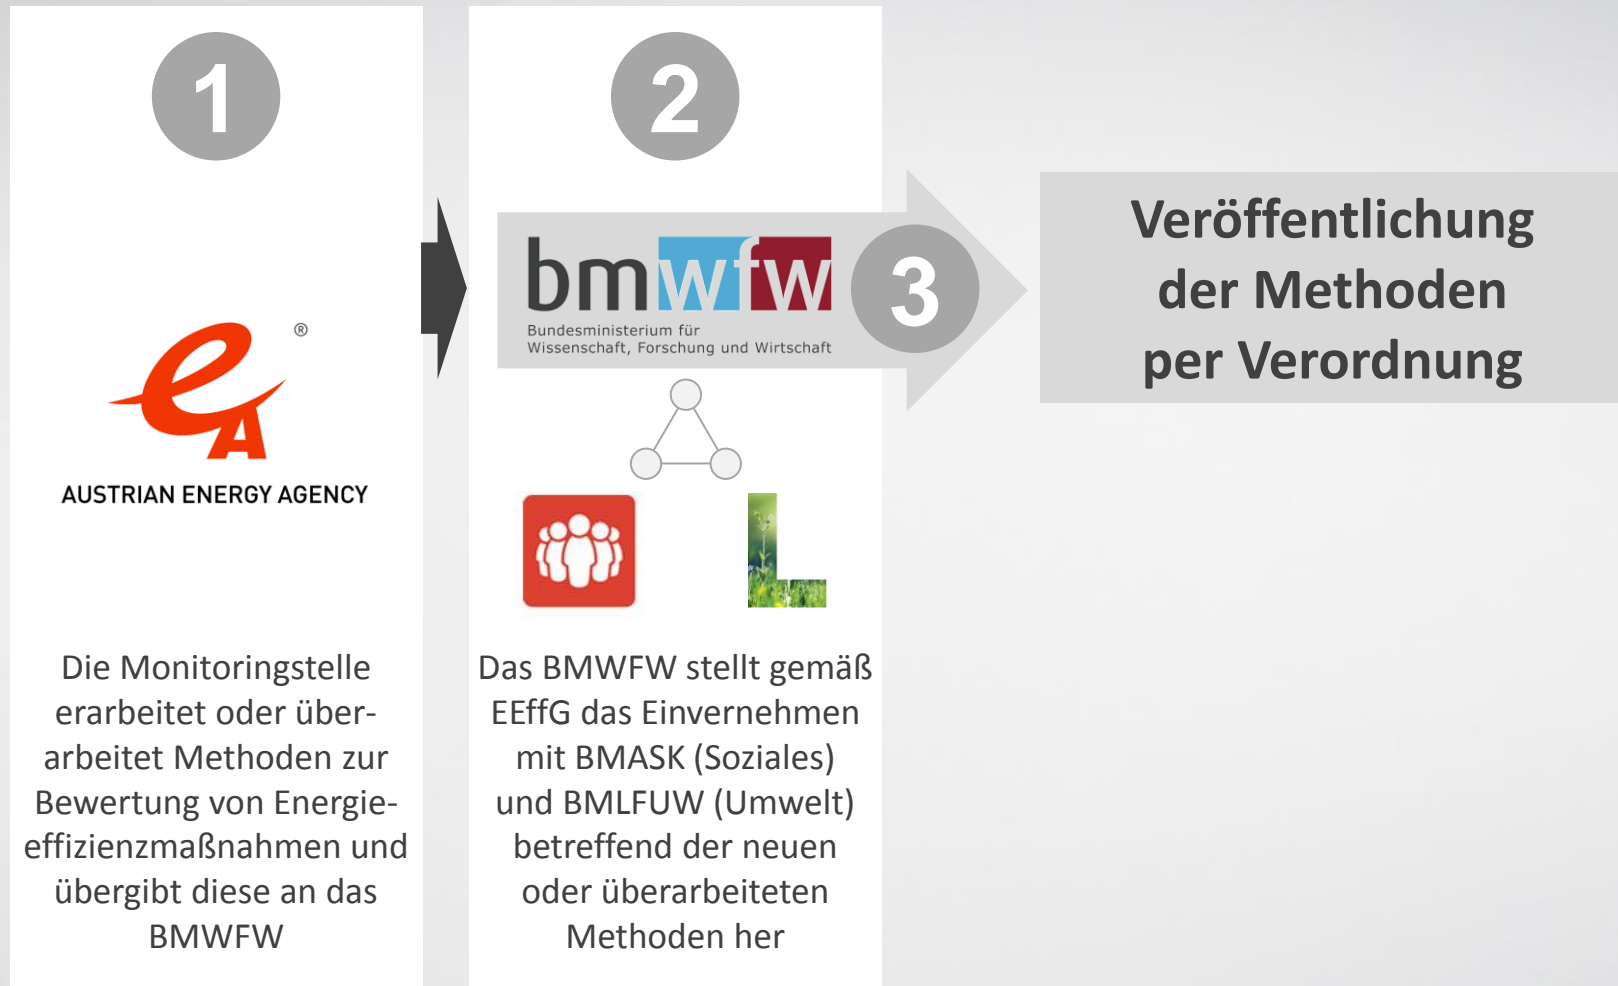 1
®
AUSTRIAN ENERGY AGENCY
Die Monitoringstelle
erarbeitet oder über-
arbeitet Methoden zur
Bewertung von Energie-
effizienzmaßnahmen und
übergibt diese an das
BMWFW
2
bmwfw
Bundesministerium für
Wissenschaft, Forschung und Wirtschaft
Das BMWFW stellt gemäß
EEffG das Einvernehmen
mit BMASK (Soziales)
und BMLFUW (Umwelt)
betreffend der neuen
oder überarbeiteten
Methoden her
3
Veröffentlichung
der Methoden
per Verordnung